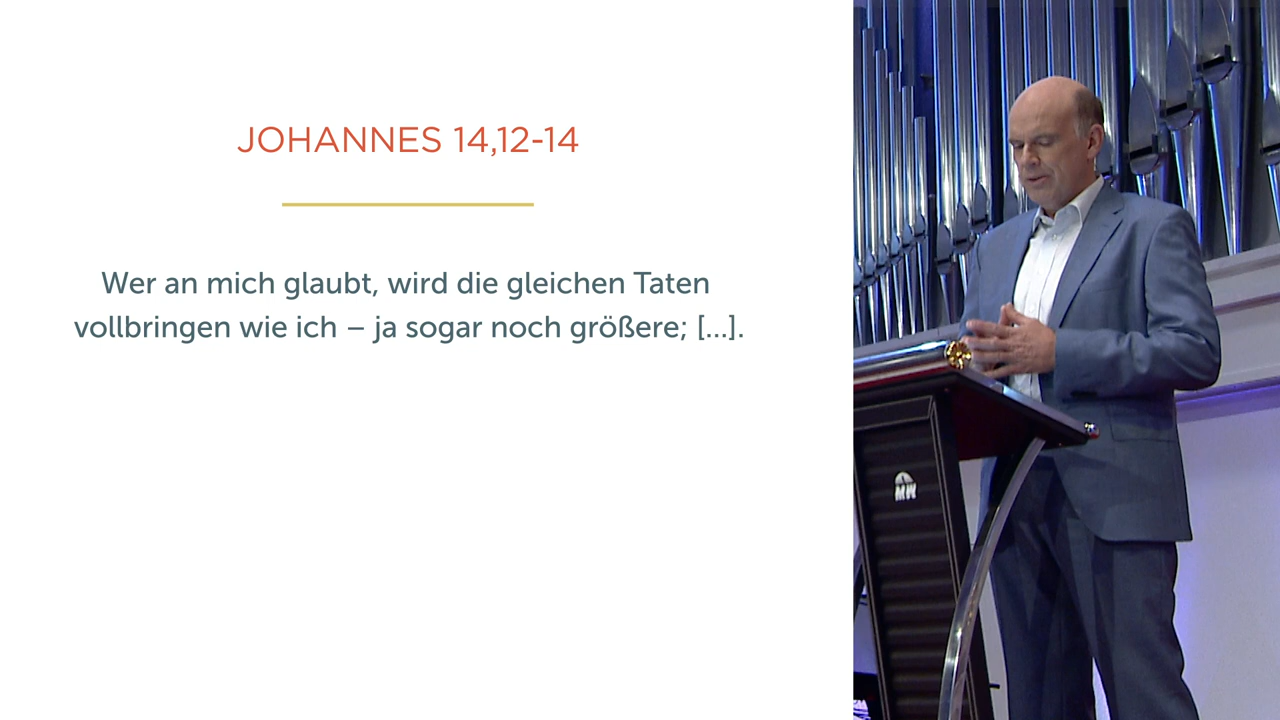 JOHANNES 14,12-14
Wer an mich glaubt, wird die gleichen Taten
vollbringen wie ich – ja sogar noch größere; [...].
MW